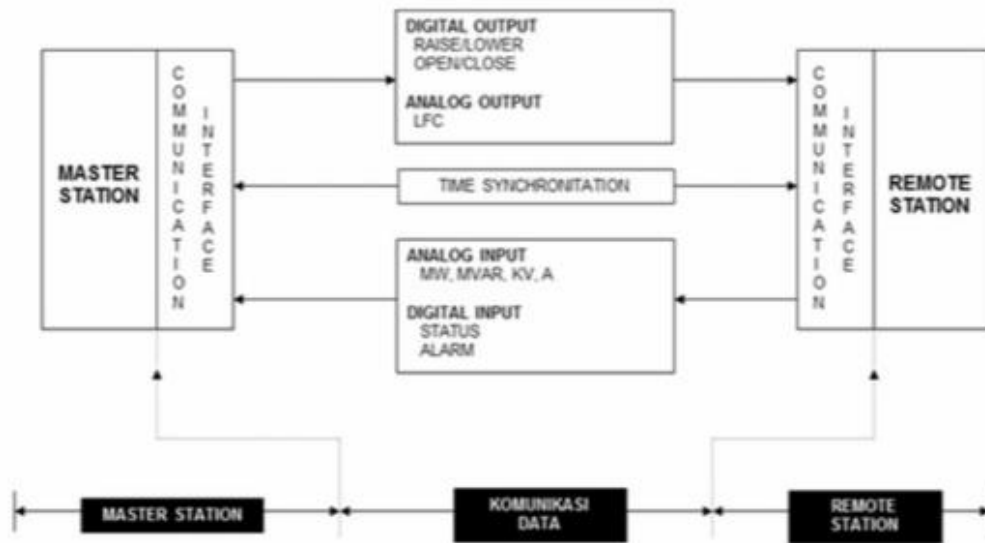 DIGITAL OUTPUT
RAISE/LOWER
OPEN/CLOSE
ANALOG OUTPUT
LFC
MASTER
STATION
COMMUNICATION
INTERFACE
TIME SYNCHRONITATION
COMMUNICATION
INTERFACE
REMOTE
STATION
ANALOG INPUT
MW, MVAR, KV, A
DIGITAL INPUT
STATUS
ALARM
MASTER STATION
KOMUNIKASI
DATA
REMOTE
STATION